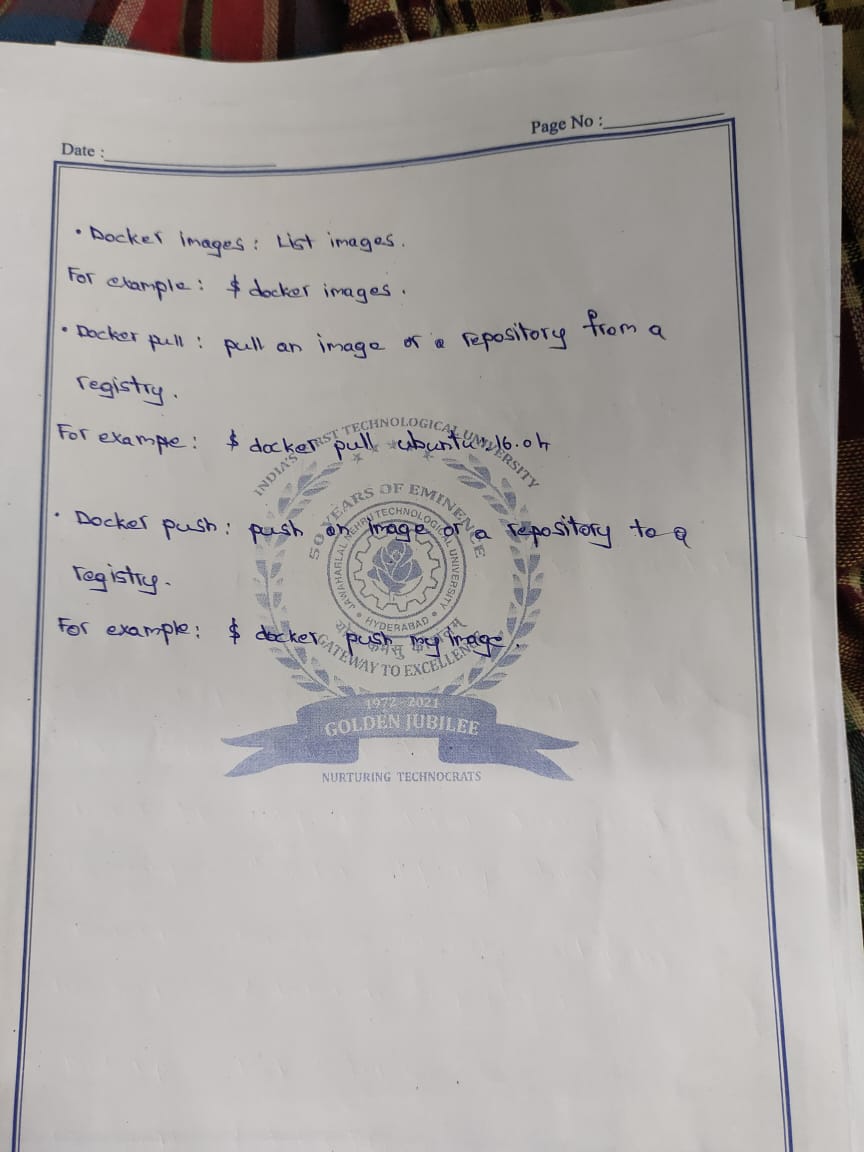 Page No :
Date :
• Docker images : List images.
For example : $ docker images.
• Docker pull : pull an image or a repository from a
registry.
For exampe : $ docker pull ubuntu:16.04
• Docker push : push an image or a repository to a
registry.
For example : $ docker push myimage.
INDIA'S FIRST TECHNOLOGICAL UNIVERSITY
50 YEARS OF EMINENCE
JAWAHARLAL NEHRU TECHNOLOGICAL UNIVERSITY
• HYDERABAD •
GATEWAY TO EXCELLENCE
1972-2021
GOLDEN JUBILEE
NURTURING TECHNOCRATS